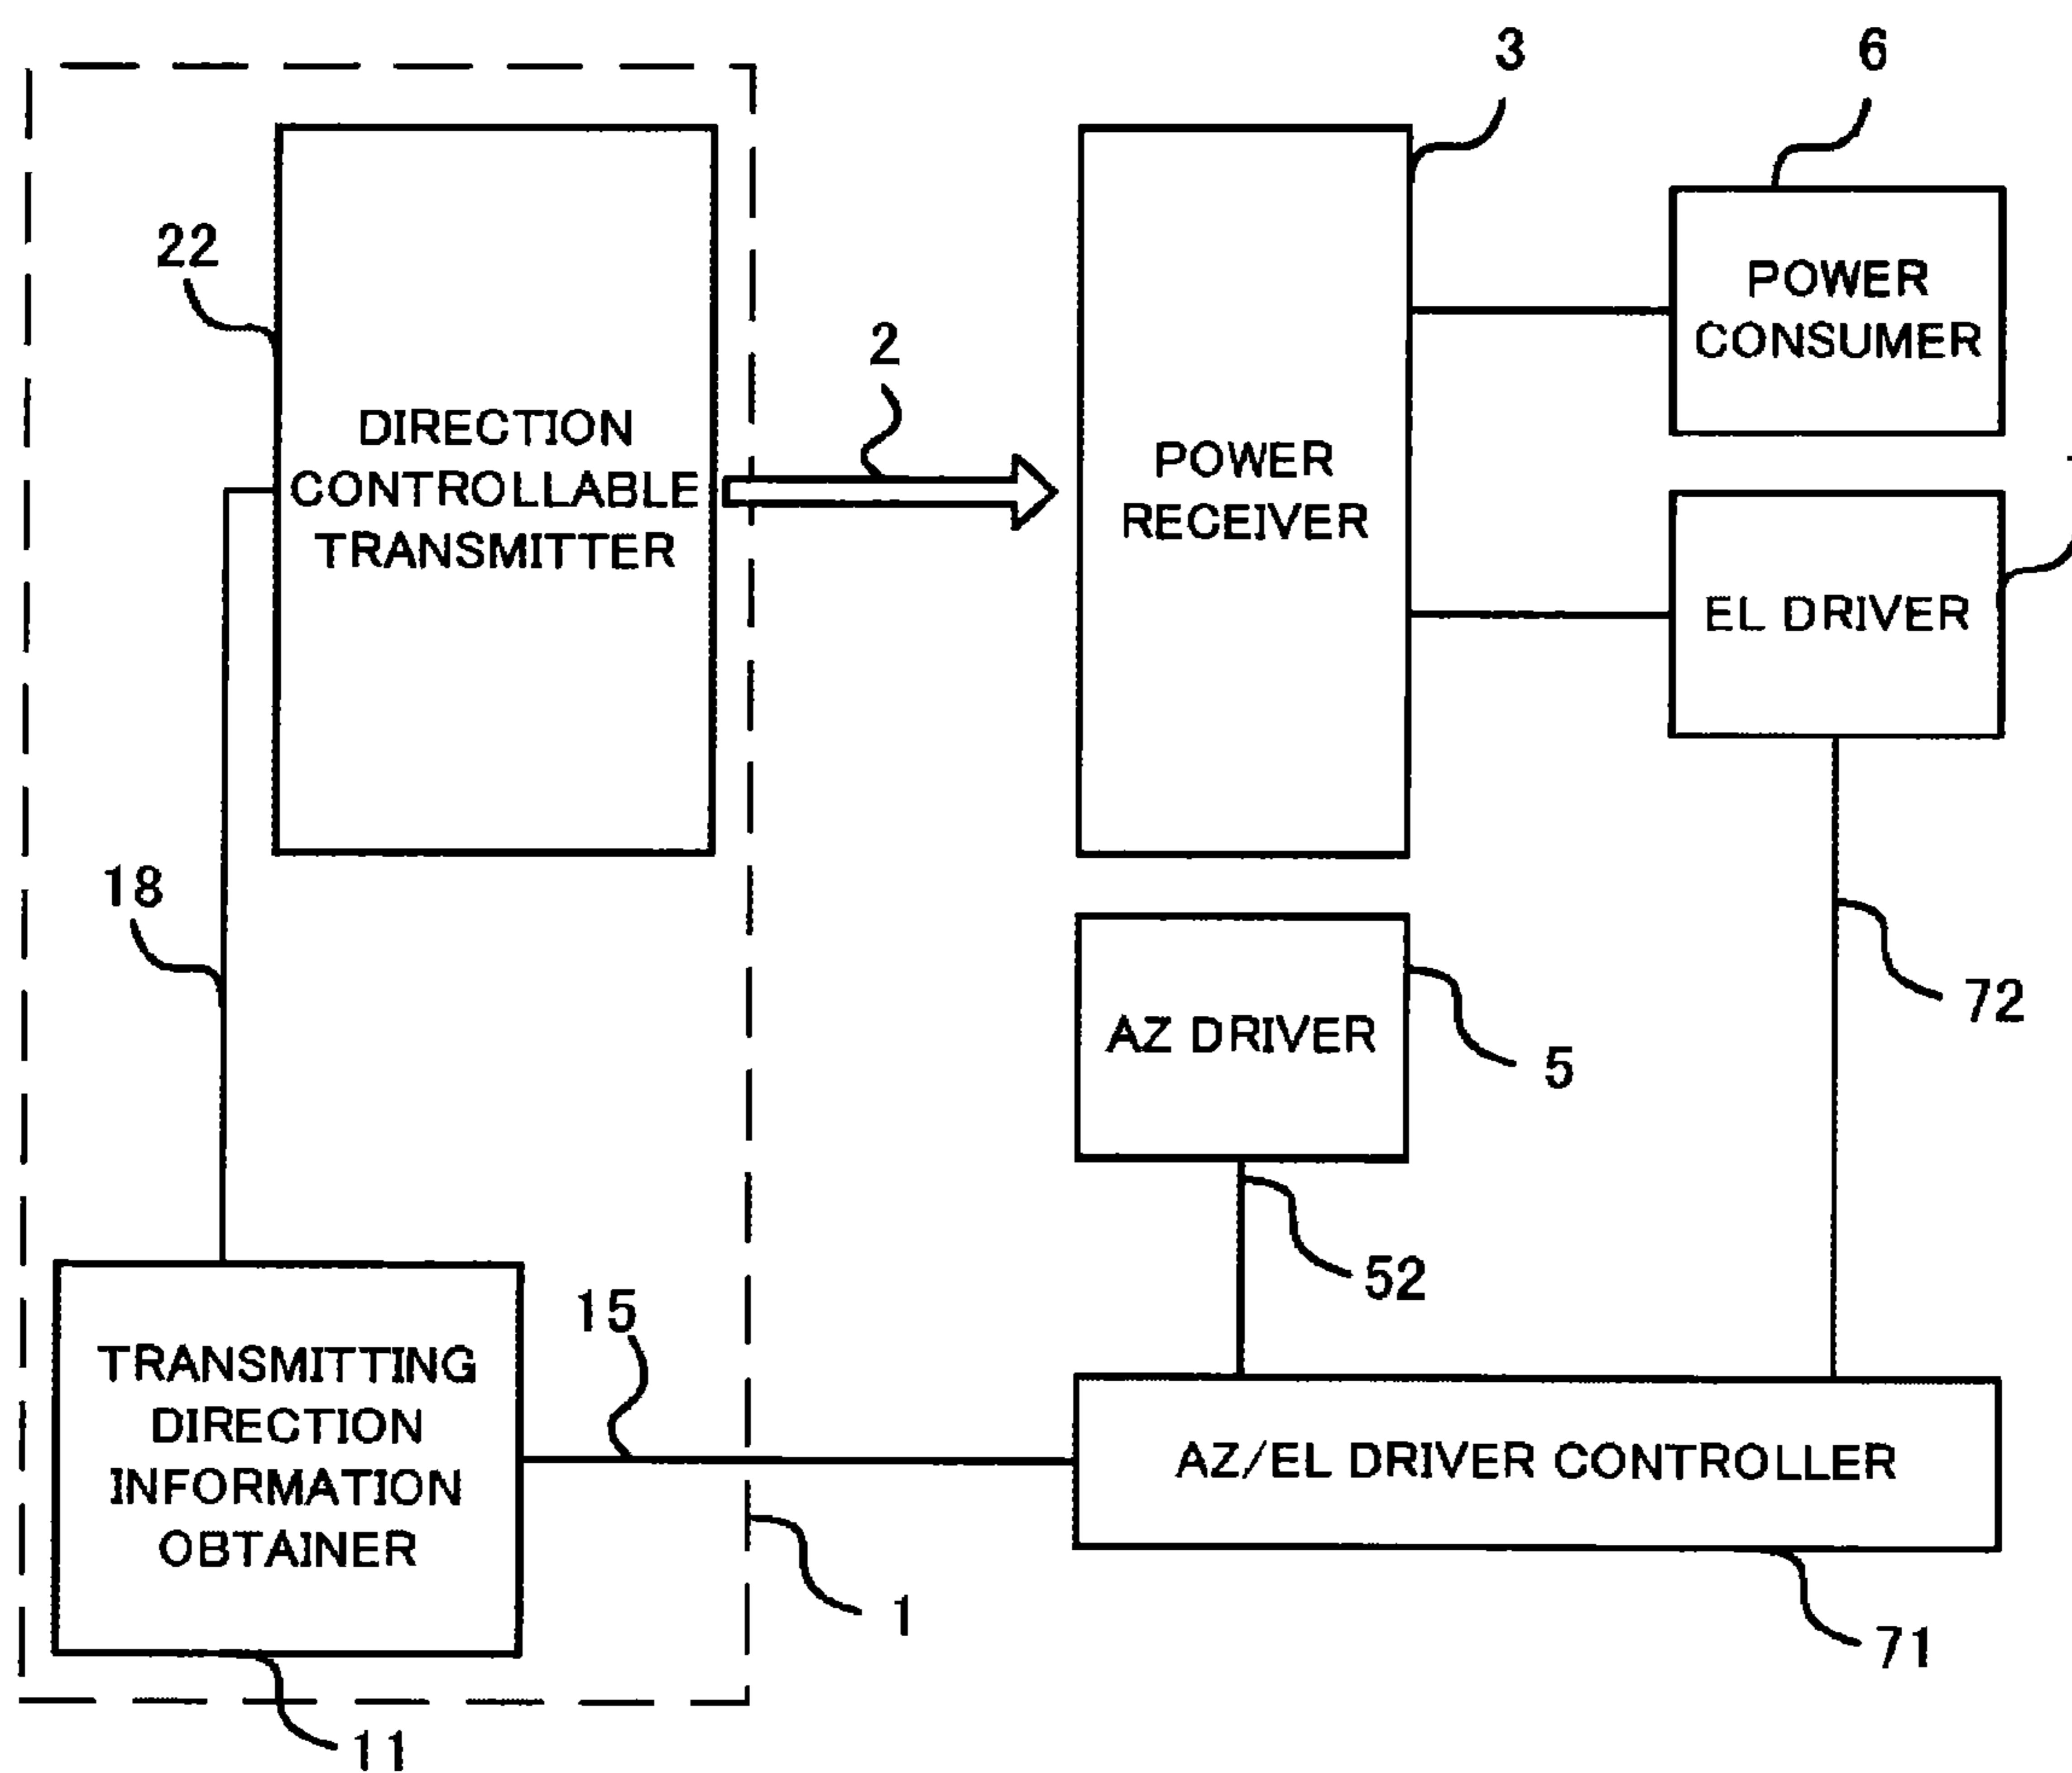 3
6
22
2
DIRECTION
CONTROLLABLE
TRANSMITTER
POWER
RECEIVER
POWER
CONSUMER
EL DRIVER
18
AZ DRIVER
5
72
52
15
TRANSMITTING
DIRECTION
INFORMATION
OBTAINER
AZ/EL DRIVER CONTROLLER
1
71
11